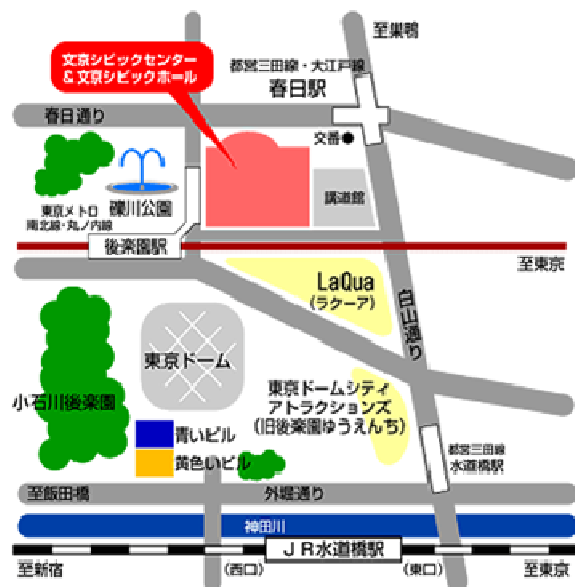 至巣鴨
文京シビックセンター
&文京シビックホール
都営三田線・大江戸線
春日駅
春日通り
交番●
東京メトロ
南北線・丸ノ内線
礫川公園
講道館
後楽園駅
至東京
LaQua
(ラクーア)
白山通り
東京ドーム
小石川後楽園
東京ドームシティ
アトラクションズ
(旧後楽園ゆうえんち)
青いビル
黄色いビル
都営三田線
水道橋駅
至飯田橋
外堀通り
神田川
JR水道橋駅
至新宿
(西口)
(東口)
至東京